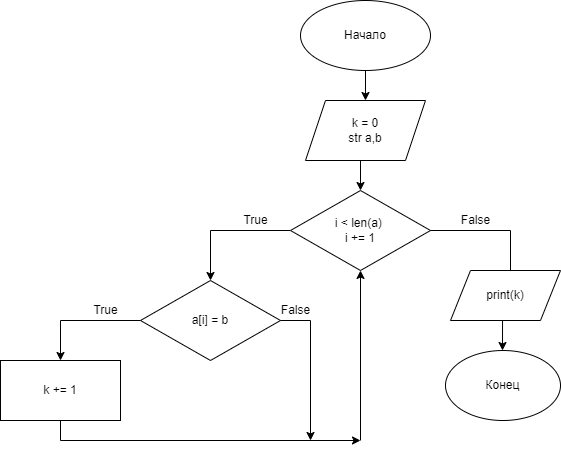 Начало
k = 0
str a,b
i < len(a)
i += 1
True
False
a[i] = b
True
False
print(k)
k += 1
Конец